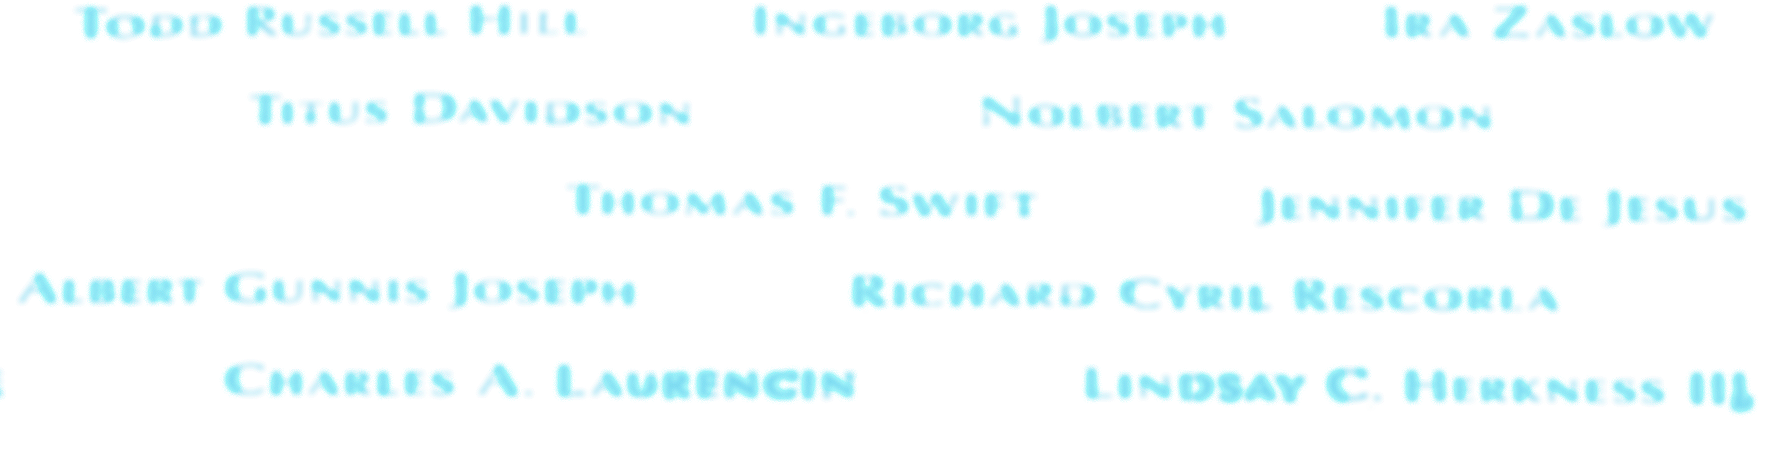 Todd Russell Hill Ingeborg Joseph Ira Zaslow
Titus Davidson Nolbert Salomon
Thomas F. Swift Jennifer De Jesus
Albert Gunnis Joseph Richard Cyril Rescorla
Charles A. Laurencin Lindsay C. Herkness III